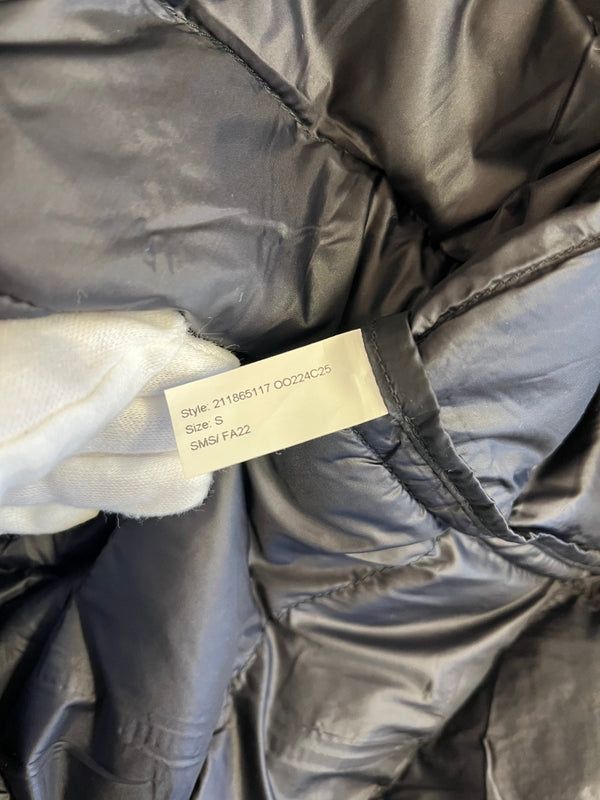 Style: 211865117 OO224C25
Size: S
SMS/ FA22